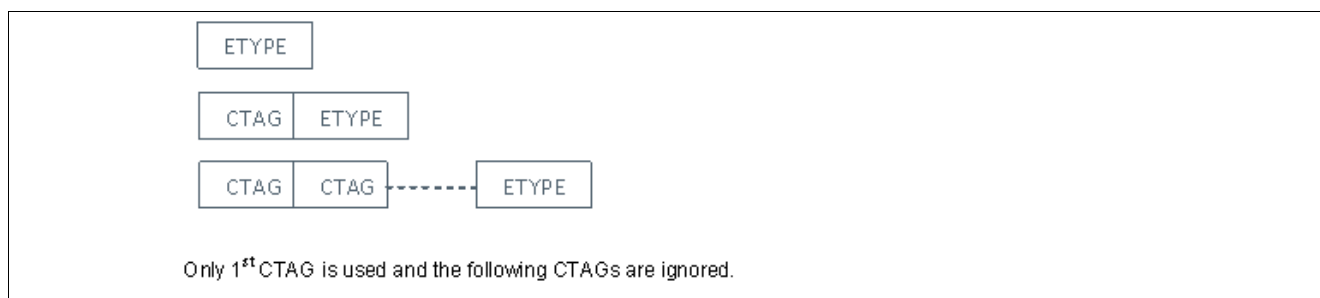 ETYPE
CTAG ETYPE
CTAG CTAG ETYPE
Only 1st CTAG is used and the following CTAGs are ignored.